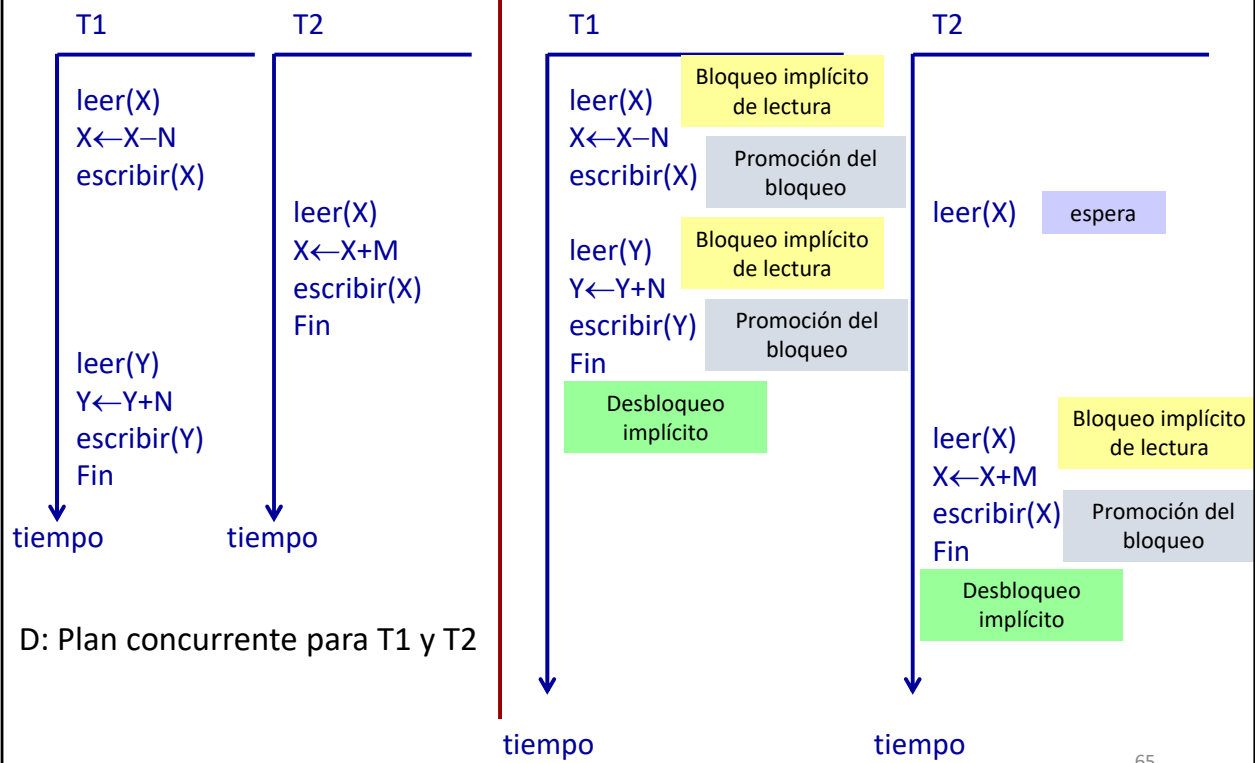 T1
leer(X)
X←X–N
escribir(X)
leer(Y)
Y←Y+N
escribir(Y)
Fin
tiempo
T2
leer(X)
X←X+M
escribir(X)
Fin
tiempo
D: Plan concurrente para T1 y T2
T1
leer(X)
Bloqueo implícito
de lectura
X←X–N
escribir(X)
Promoción del
bloqueo
leer(Y)
Bloqueo implícito
de lectura
Y←Y+N
escribir(Y)
Promoción del
bloqueo
Fin
Desbloqueo
implícito
tiempo
T2
leer(X)
espera
leer(X)
Bloqueo implícito
de lectura
X←X+M
escribir(X)
Promoción del
bloqueo
Fin
Desbloqueo
implícito
tiempo
65